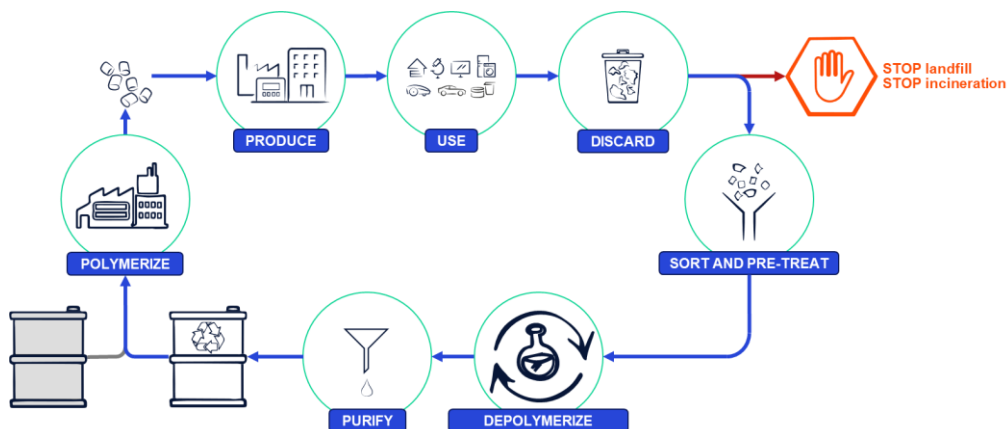 STOP landfill
STOP incineration
PRODUCE
USE
DISCARD
POLYMERIZE
SORT AND PRE-TREAT
PURIFY
DEPOLYMERIZE